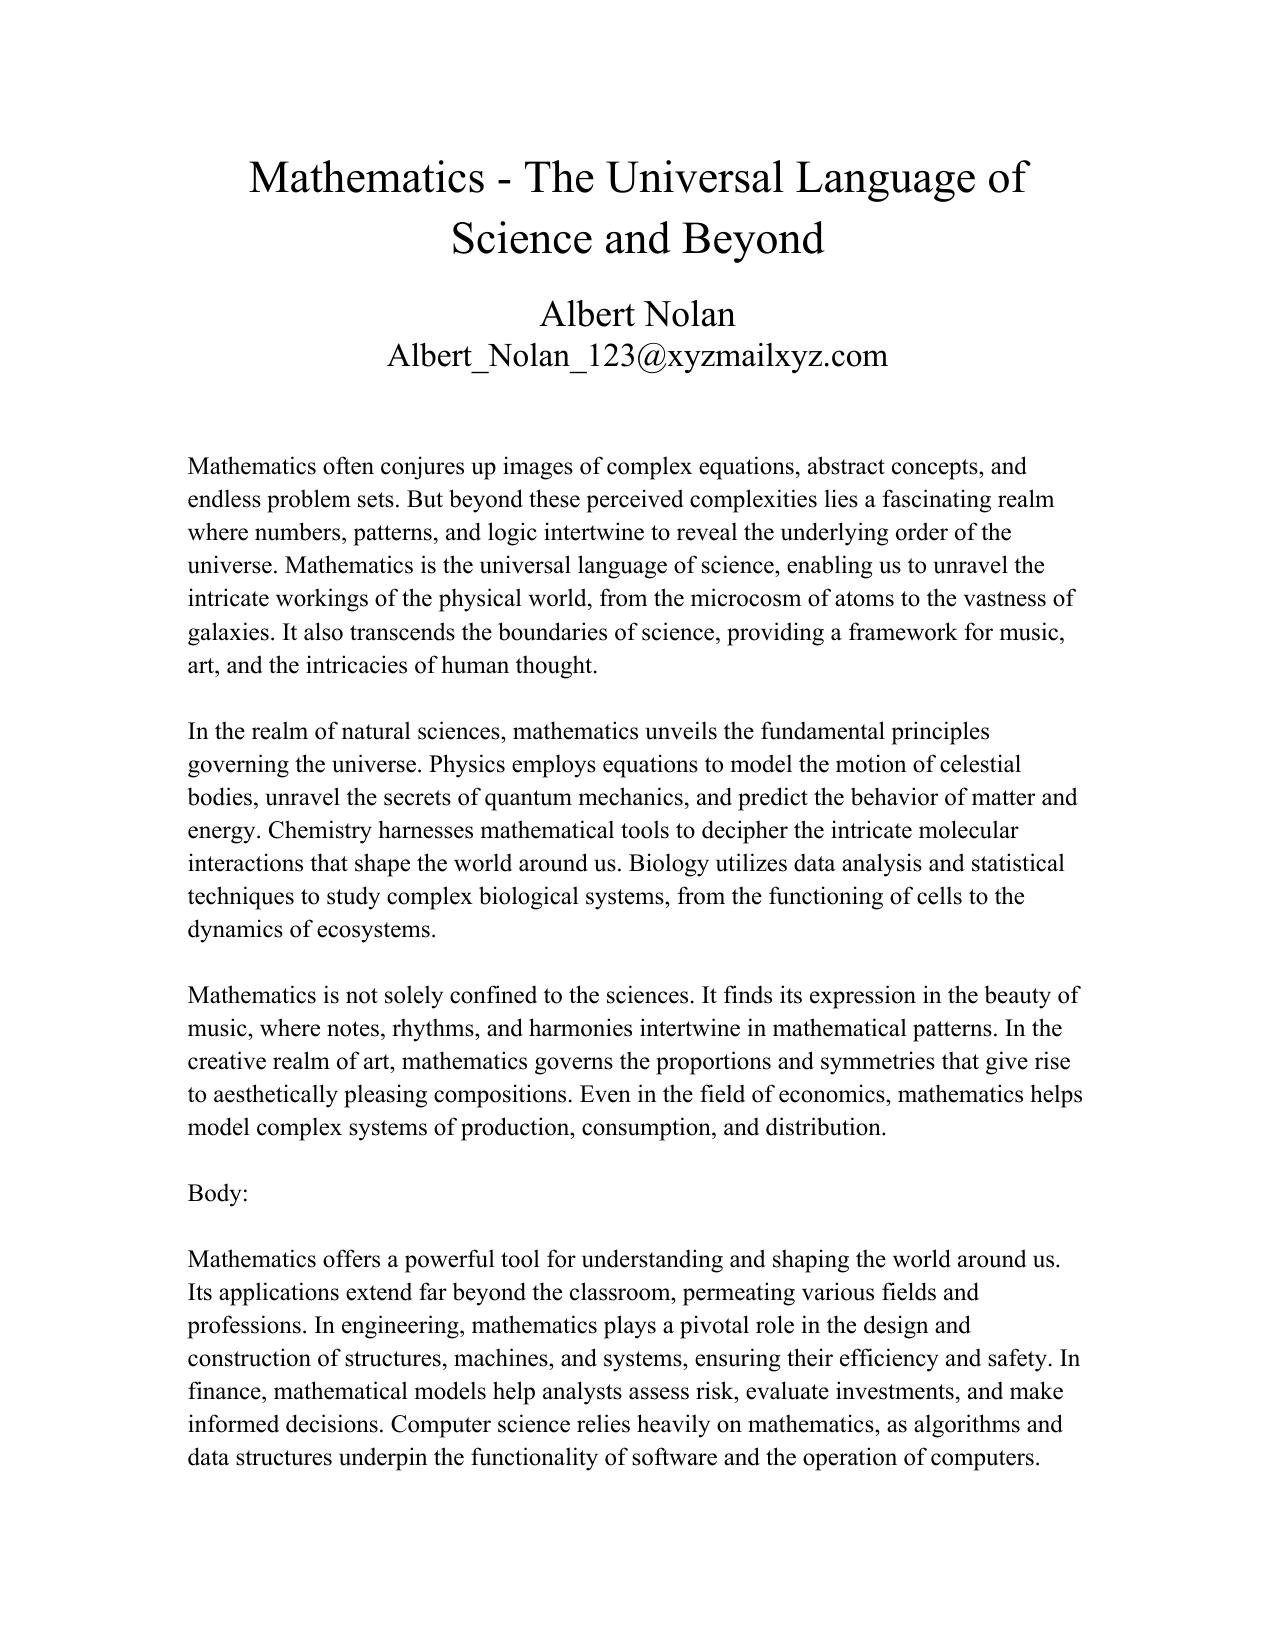 Mathematics - The Universal Language of
Science and Beyond
Albert Nolan
Albert_Nolan_123@xyzmailxyz.com
Mathematics often conjures up images of complex equations, abstract concepts, and
endless problem sets. But beyond these perceived complexities lies a fascinating realm
where numbers, patterns, and logic intertwine to reveal the underlying order of the
universe. Mathematics is the universal language of science, enabling us to unravel the
intricate workings of the physical world, from the microcosm of atoms to the vastness of
galaxies. It also transcends the boundaries of science, providing a framework for music,
art, and the intricacies of human thought.
In the realm of natural sciences, mathematics unveils the fundamental principles
governing the universe. Physics employs equations to model the motion of celestial
bodies, unravel the secrets of quantum mechanics, and predict the behavior of matter and
energy. Chemistry harnesses mathematical tools to decipher the intricate molecular
interactions that shape the world around us. Biology utilizes data analysis and statistical
techniques to study complex biological systems, from the functioning of cells to the
dynamics of ecosystems.
Mathematics is not solely confined to the sciences. It finds its expression in the beauty of
music, where notes, rhythms, and harmonies intertwine in mathematical patterns. In the
creative realm of art, mathematics governs the proportions and symmetries that give rise
to aesthetically pleasing compositions. Even in the field of economics, mathematics helps
model complex systems of production, consumption, and distribution.
Body:
Mathematics offers a powerful tool for understanding and shaping the world around us.
Its applications extend far beyond the classroom, permeating various fields and
professions. In engineering, mathematics plays a pivotal role in the design and
construction of structures, machines, and systems, ensuring their efficiency and safety. In
finance, mathematical models help analysts assess risk, evaluate investments, and make
informed decisions. Computer science relies heavily on mathematics, as algorithms and
data structures underpin the functionality of software and the operation of computers.